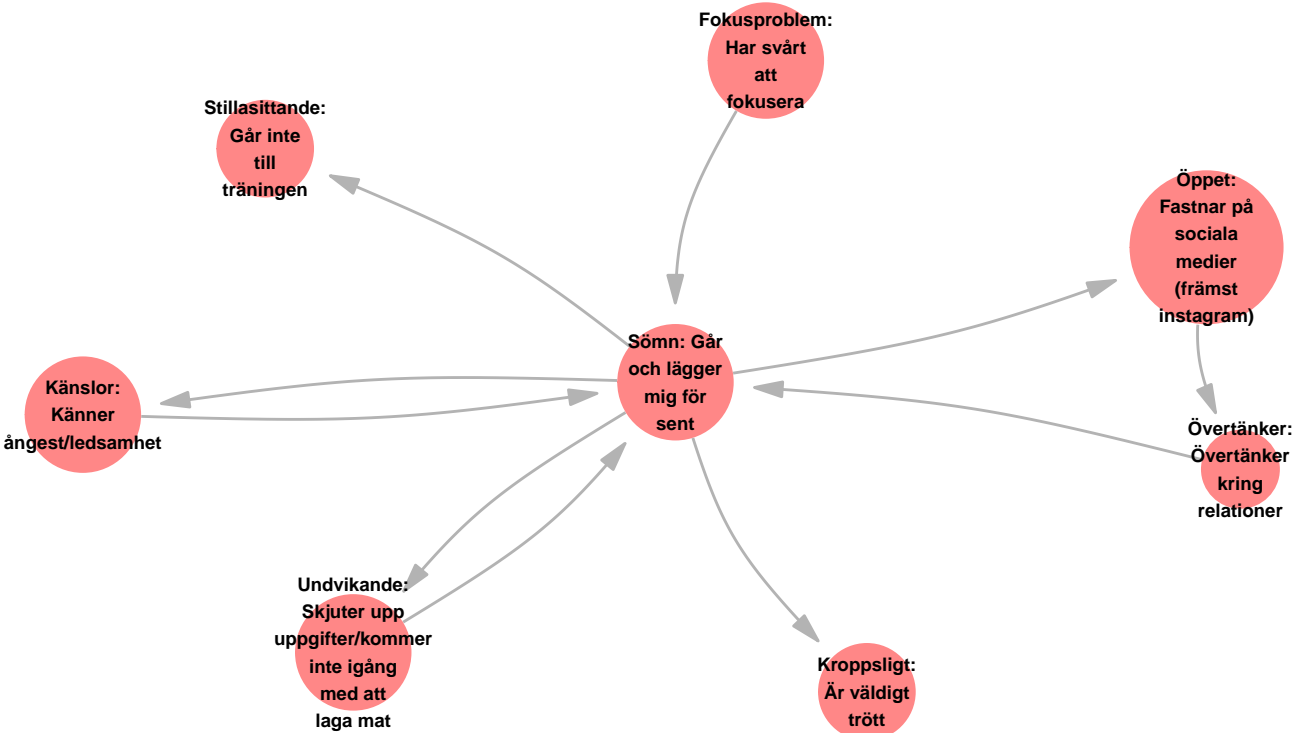 Fokusproblem:
Har svårt
att
fokusera
Stillasittande:
Går inte
till
träningen
Öppet:
Fastnar på
sociala
medier
(främst
instagram)
Sömn: Går
och lägger
mig för
sent
Känslor:
Känner
ångest/ledsamhet
Övertänker:
Övertänker
kring
relationer
Undvikande:
Skjuter upp
uppgifter/kommer
inte igång
med att
laga mat
Kroppsligt:
Är väldigt
trött